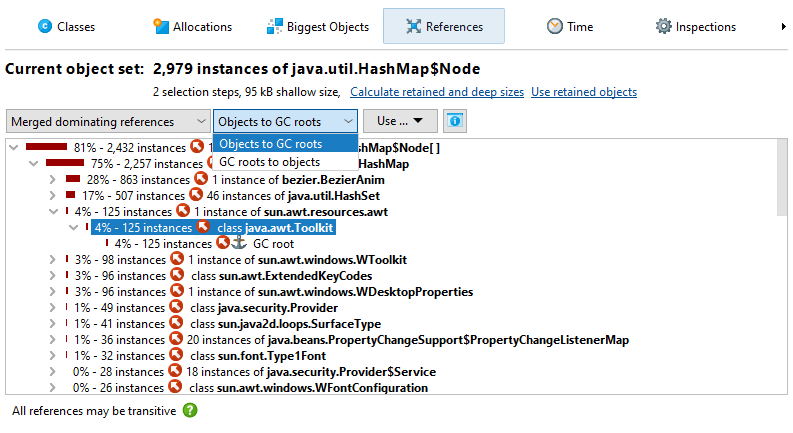 Classes Allocations Biggest Objects References Time Inspections
Current object set: 2,979 instances of java.util.HashMap$Node
2 selection steps, 95 kB shallow size, Calculate retained and deep sizes Use retained objects
Merged dominating references Objects to GC roots Use ...
Objects to GC roots
GC roots to objects
81% - 2,432 instances 1 hMap$Node[ ]
75% - 2,257 instances HashMap
28% - 863 instances 1 instance of bezier.BezierAnim
17% - 507 instances 46 instances of java.util.HashSet
4% - 125 instances 1 instance of sun.awt.resources.awt
4% - 125 instances class java.awt.Toolkit
4% - 125 instances GC root
3% - 98 instances 1 instance of sun.awt.windows.WToolkit
3% - 96 instances class sun.awt.ExtendedKeyCodes
3% - 96 instances 1 instance of sun.awt.windows.WDesktopProperties
1% - 49 instances class java.security.Provider
1% - 41 instances class sun.java2d.loops.SurfaceType
1% - 36 instances 20 instances of java.beans.PropertyChangeSupport$PropertyChangeListenerMap
1% - 32 instances class sun.font.Type1Font
0% - 28 instances 18 instances of java.security.Provider$Service
0% - 26 instances class sun.awt.windows.WFontConfiguration
All references may be transitive ?